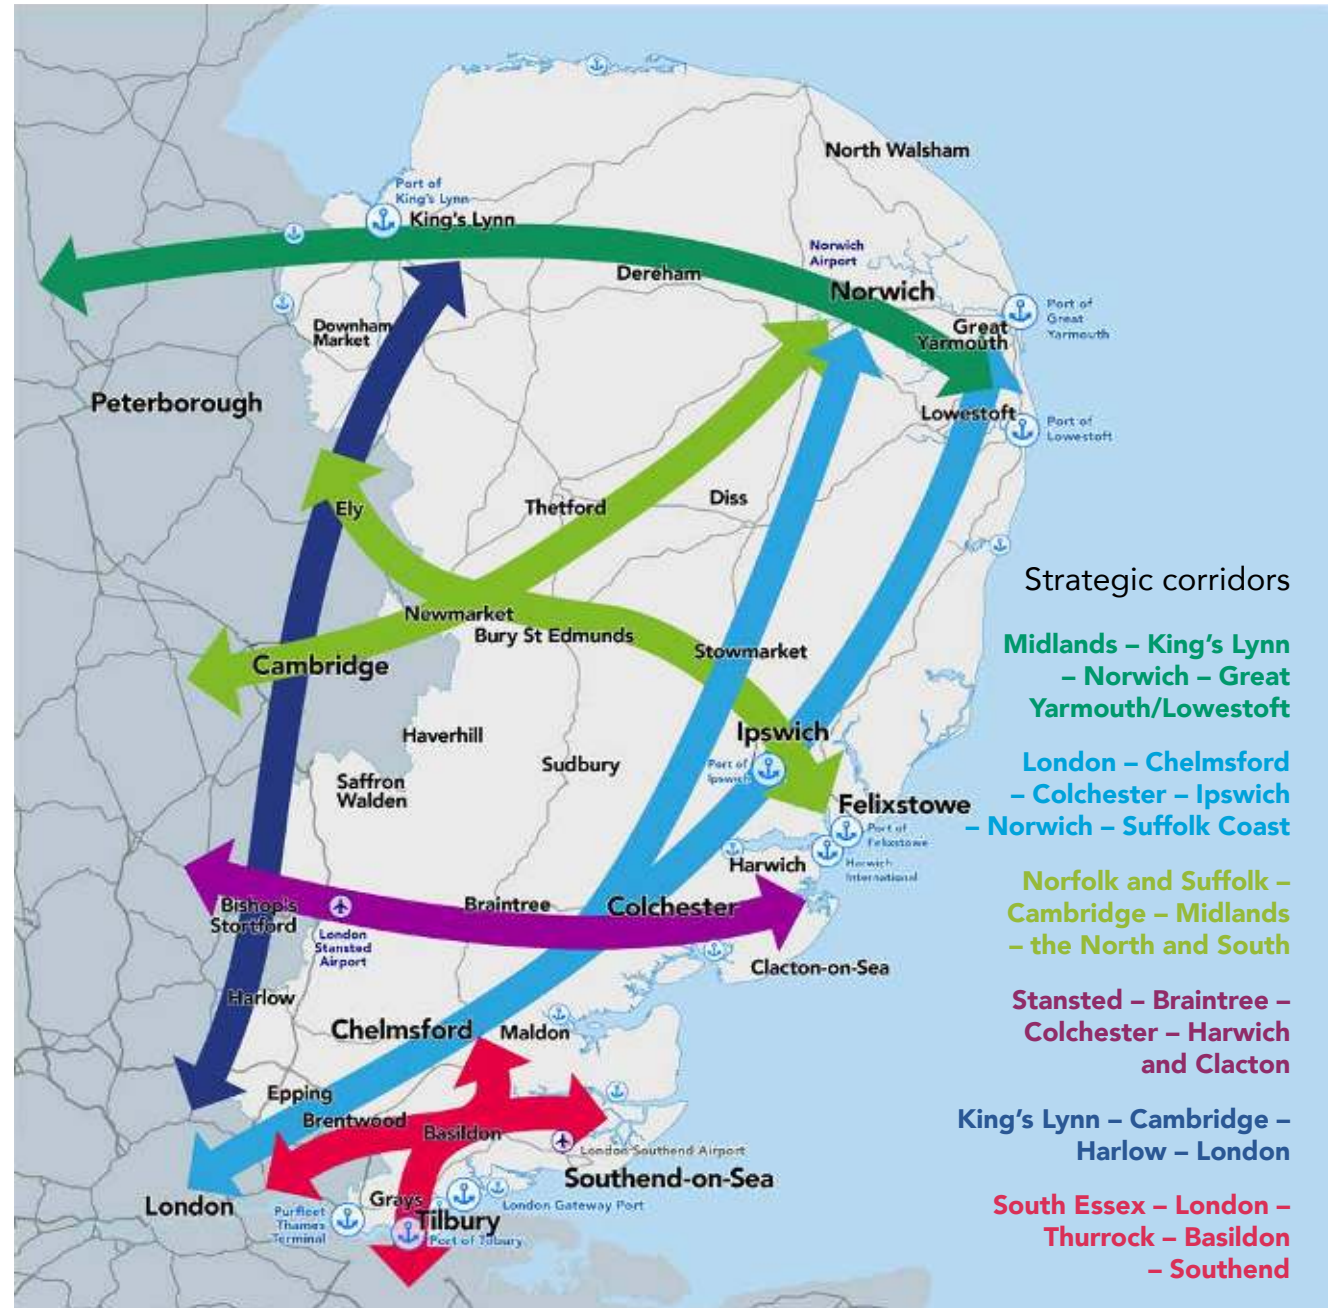 North Walsham
Port of
King's Lynn
King's Lynn
Norwich
Airport
Dereham
Norwich
Port of
Great
Yarmouth
Great
Yarmouth
Downham
Market
Peterborough
Lowestoft
Port of
Lowestoft
Ely
Thetford
Diss
Newmarket
Bury St Edmunds
Stowmarket
Cambridge
Haverhill
Ipswich
Port of
Ipswich
Sudbury
Saffron
Walden
Felixstowe
Port of
Felixstowe
Harwich
Harwich
International
Bishop's
Stortford
London
Stansted
Airport
Braintree
Colchester
Clacton-on-Sea
Harlow
Chelmsford
Maldon
Epping
Brentwood
Basildon
London Southend Airport
Southend-on-Sea
London
Purfleet
Thames
Terminal
Grays
Tilbury
Port of Tilbury
London Gateway Port
Strategic corridors
Midlands – King's Lynn
– Norwich – Great
Yarmouth/Lowestoft
London – Chelmsford
– Colchester – Ipswich
– Norwich – Suffolk Coast
Norfolk and Suffolk –
Cambridge – Midlands
– the North and South
Stansted – Braintree –
Colchester – Harwich
and Clacton
King's Lynn – Cambridge –
Harlow – London
South Essex – London –
Thurrock – Basildon
– Southend